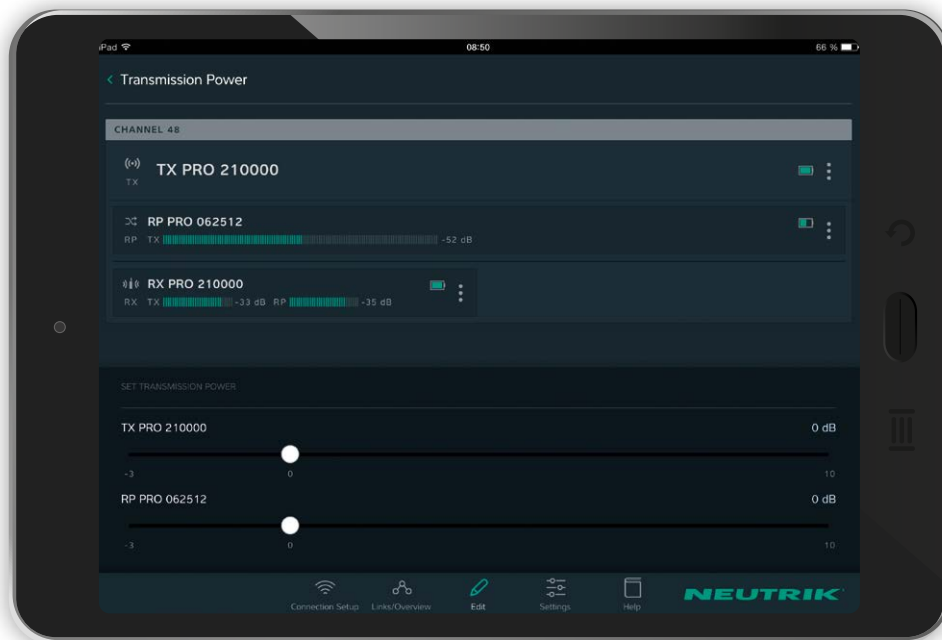 iPad 08:50 66 %
Transmission Power
CHANNEL 48
TX PRO 210000
TX
RP PRO 062512
RP TX -52 dB
RX PRO 210000
RX TX -33 dB RP -35 dB
SET TRANSMISSION POWER
TX PRO 210000 0 dB
-3 0 10
RP PRO 062512 0 dB
-3 0 10
Connection Setup Links/Overview Edit Settings Help NEUTRIK